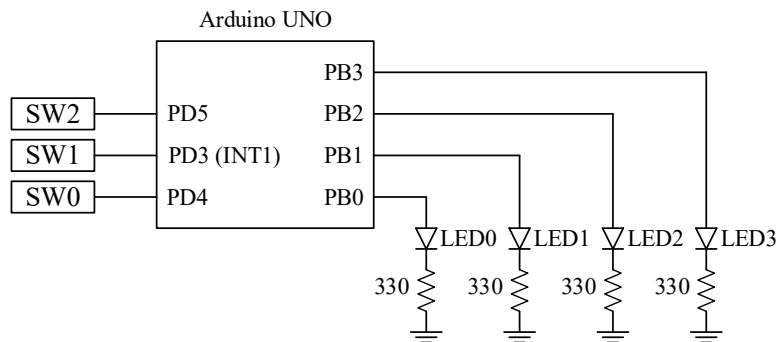 Arduino UNO
PB3
SW2
PD5
PB2
SW1
PD3 (INT1)
PB1
SW0
PD4
PB0
LED0
LED1
LED2
LED3
330
330
330
330